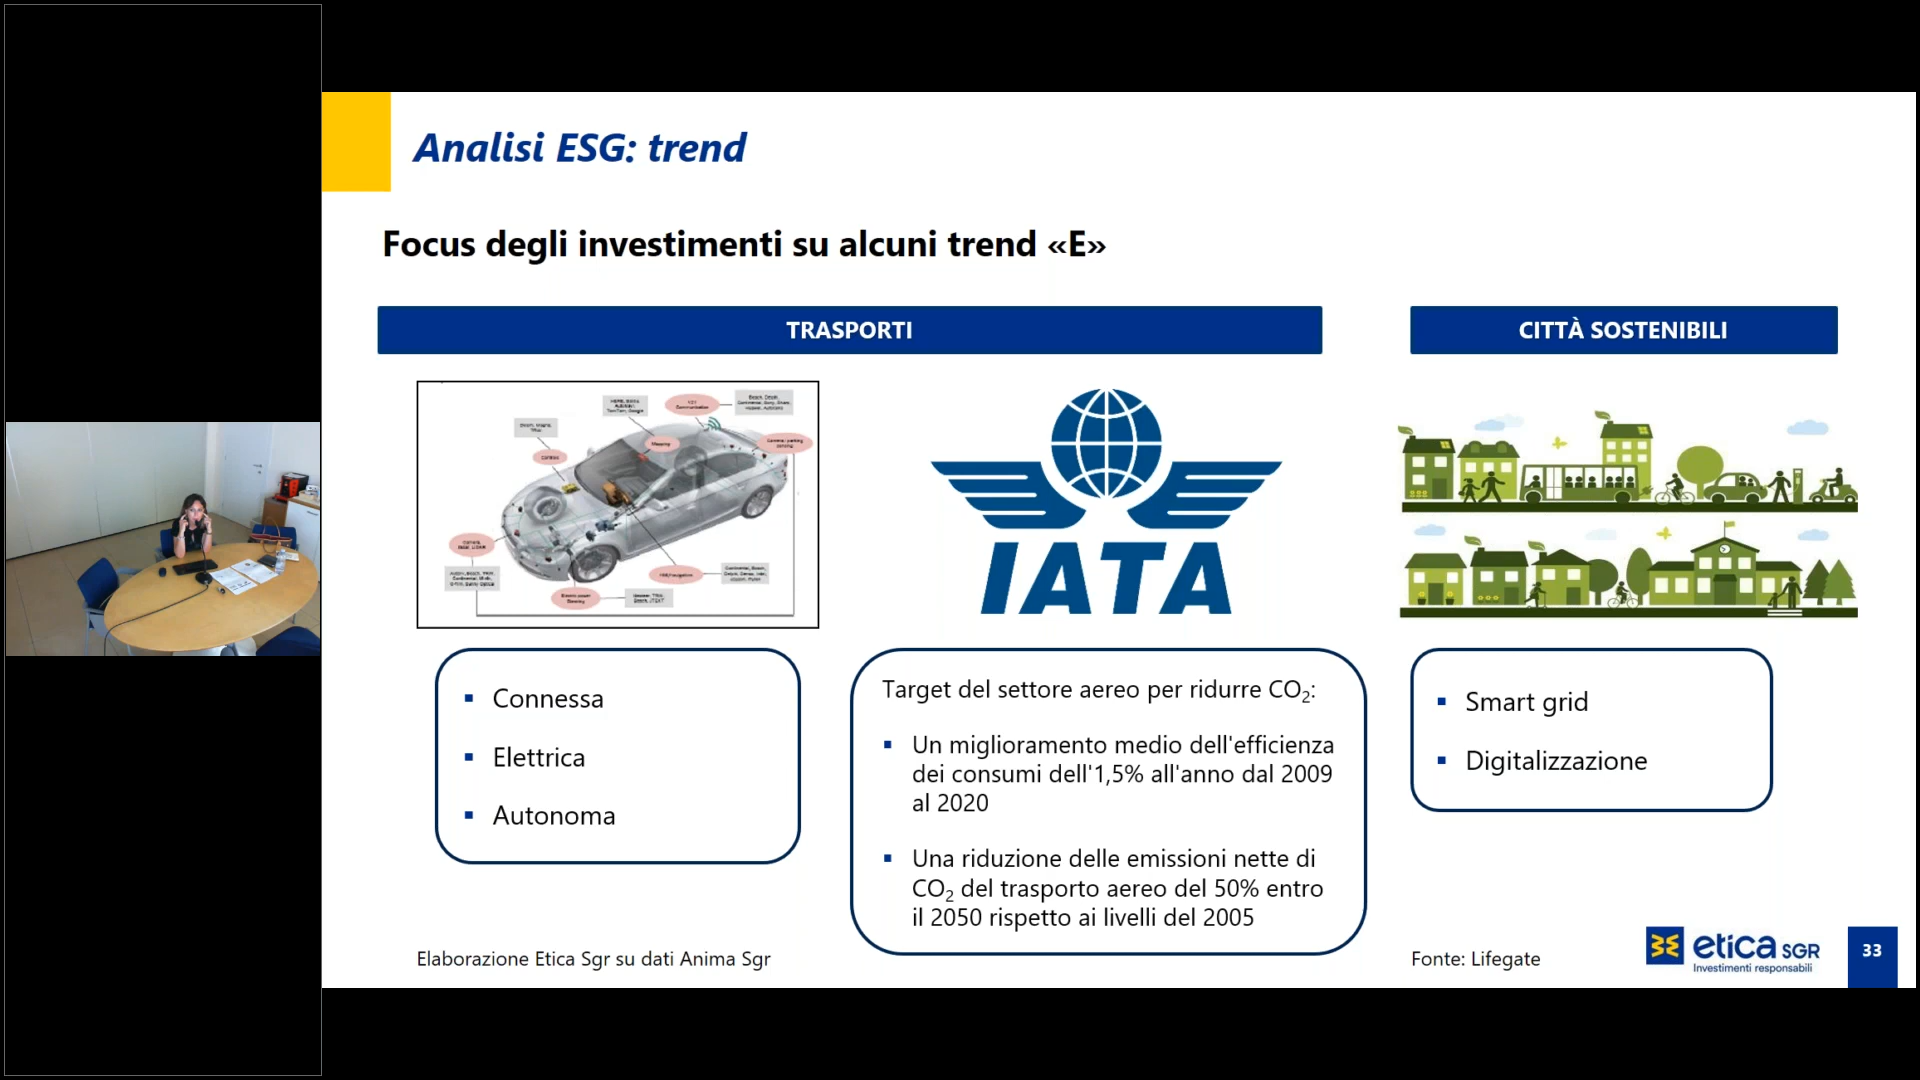 Analisi ESG: trend
Focus degli investimenti su alcuni trend «E»
TRASPORTI
CITTÀ SOSTENIBILI
Mapping
Control
IATA
▪ Connessa
▪ Elettrica
▪ Autonoma
Target del settore aereo per ridurre CO₂:
▪ Un miglioramento medio dell'efficienza
dei consumi dell'1,5% all'anno dal 2009
al 2020
▪ Una riduzione delle emissioni nette di
CO₂ del trasporto aereo del 50% entro
il 2050 rispetto ai livelli del 2005
▪ Smart grid
▪ Digitalizzazione
Elaborazione Etica Sgr su dati Anima Sgr
Fonte: Lifegate
etica SGR
Investimenti responsabili
33